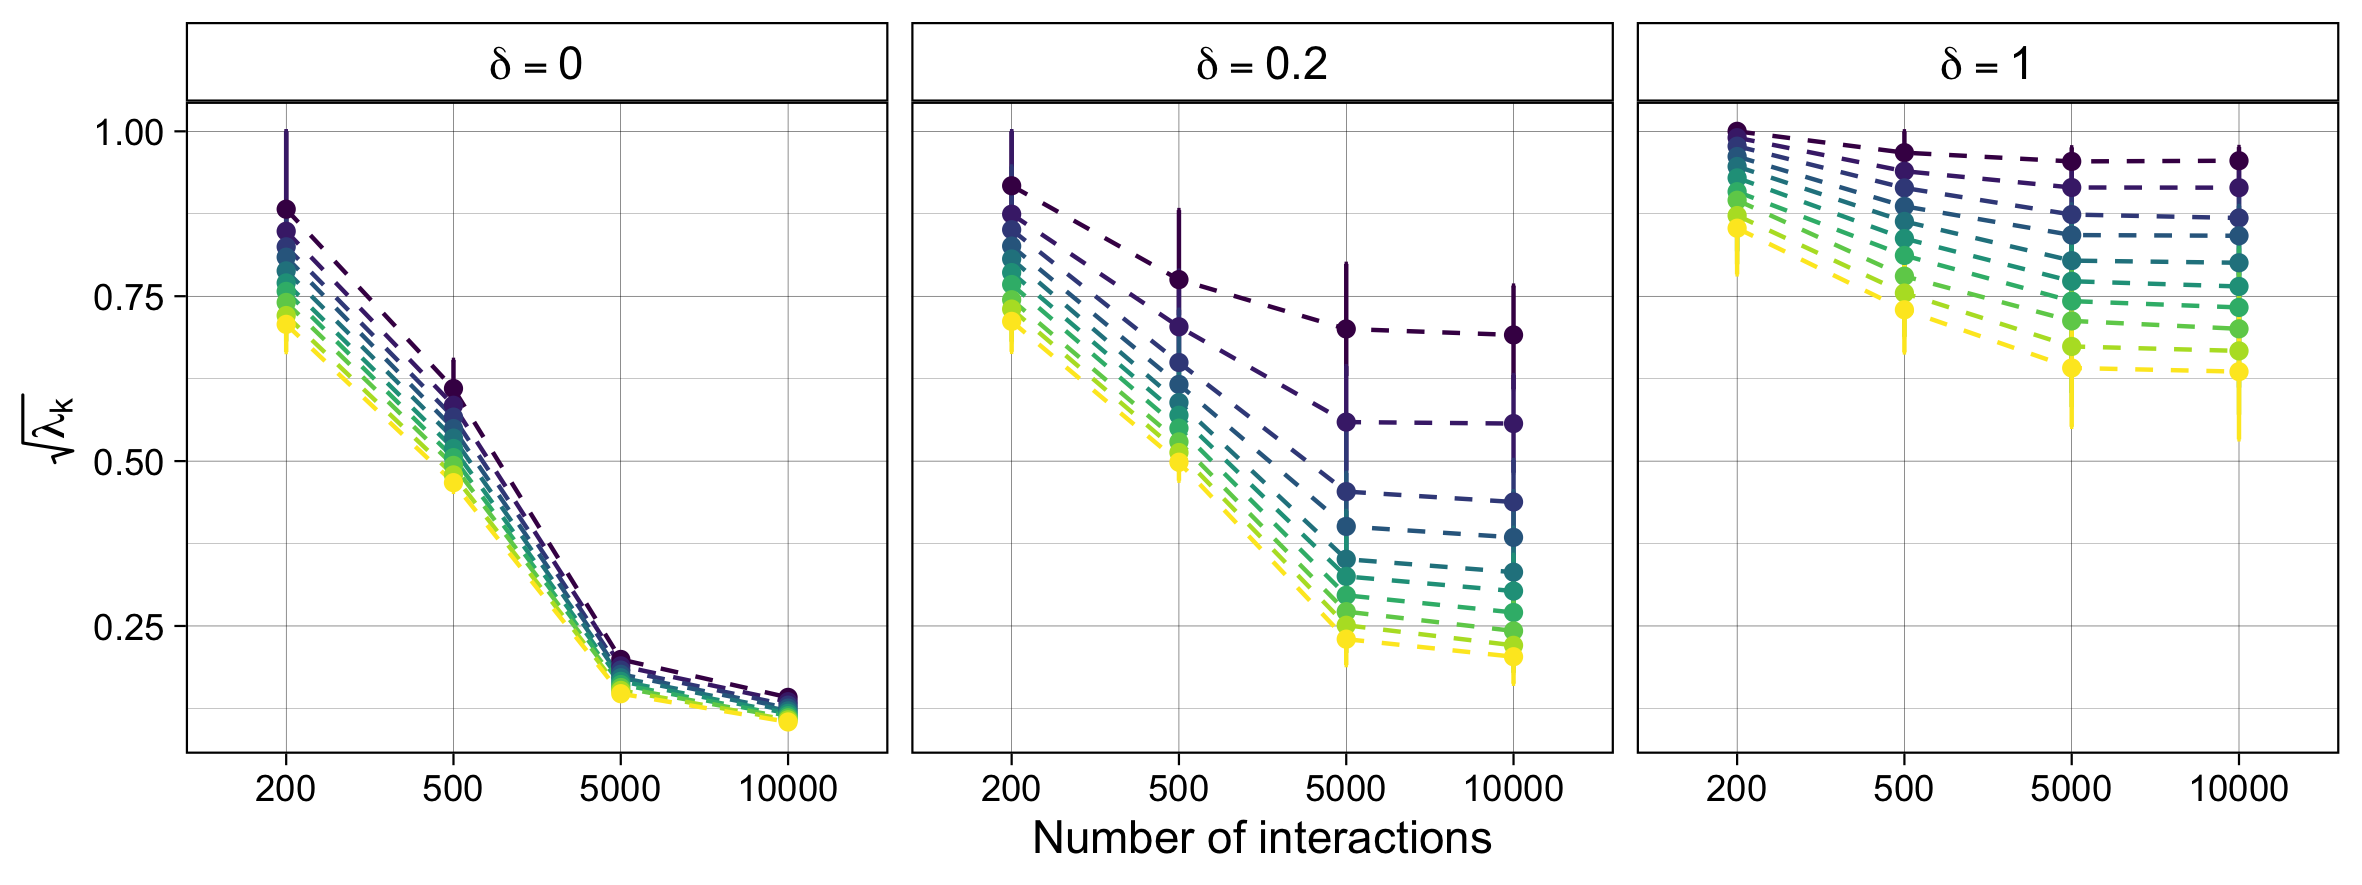 δ = 0
δ = 0.2
δ = 1
√λk
1.00
0.75
0.50
0.25
200 500 5000 10000
200 500 5000 10000
200 500 5000 10000
Number of interactions